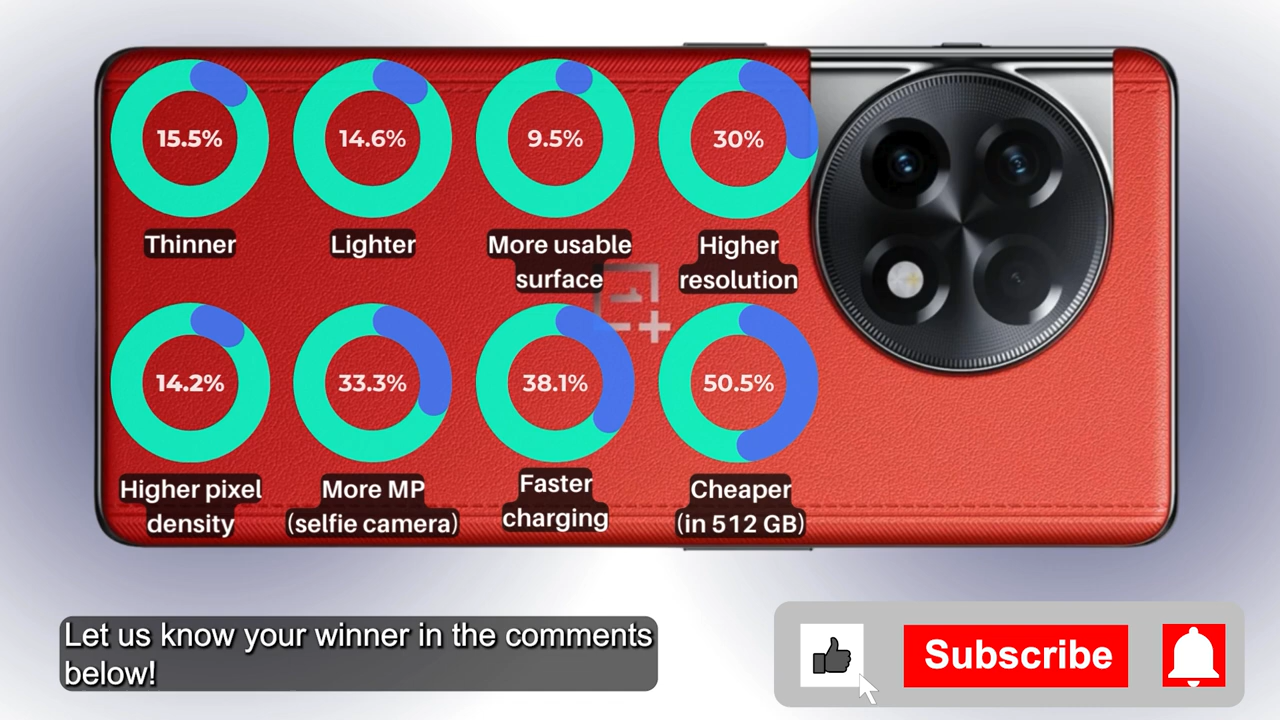 15.5%
14.6%
9.5%
30%
Thinner
Lighter
More usable
surface
Higher
resolution
14.2%
33.3%
38.1%
50.5%
Higher pixel
density
More MP
(selfie camera)
Faster
charging
Cheaper
(in 512 GB)
Let us know your winner in the comments
below!
Subscribe